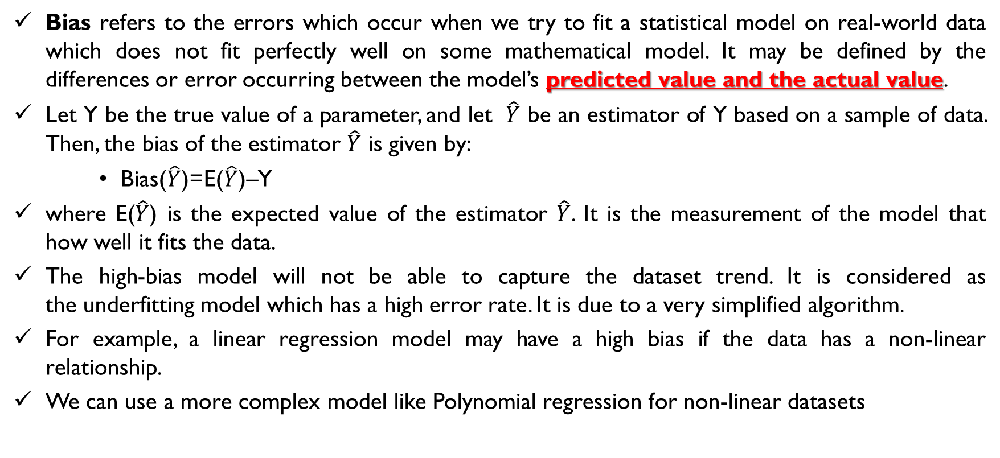 ✓ Bias refers to the errors which occur when we try to fit a statistical model on real-world data
which does not fit perfectly well on some mathematical model. It may be defined by the
differences or error occurring between the model’s predicted value and the actual value.
✓ Let Y be the true value of a parameter, and let Ŷ be an estimator of Y based on a sample of data.
Then, the bias of the estimator Ŷ is given by:
• Bias(Ŷ)=E(Ŷ)–Y
✓ where E(Ŷ) is the expected value of the estimator Ŷ. It is the measurement of the model that
how well it fits the data.
✓ The high-bias model will not be able to capture the dataset trend. It is considered as
the underfitting model which has a high error rate. It is due to a very simplified algorithm.
✓ For example, a linear regression model may have a high bias if the data has a non-linear
relationship.
✓ We can use a more complex model like Polynomial regression for non-linear datasets